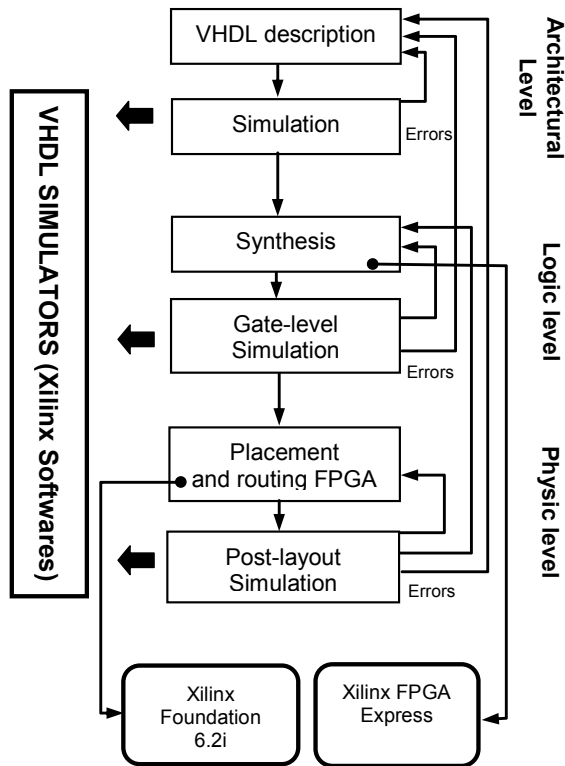 VHDL description
Architectural
Level
VHDL SIMULATORS (Xilinx Softwares)
Simulation
Errors
Synthesis
Logic level
Gate-level
Simulation
Errors
Placement
and routing FPGA
Physic level
Post-layout
Simulation
Errors
Xilinx
Foundation
6.2i
Xilinx FPGA
Express